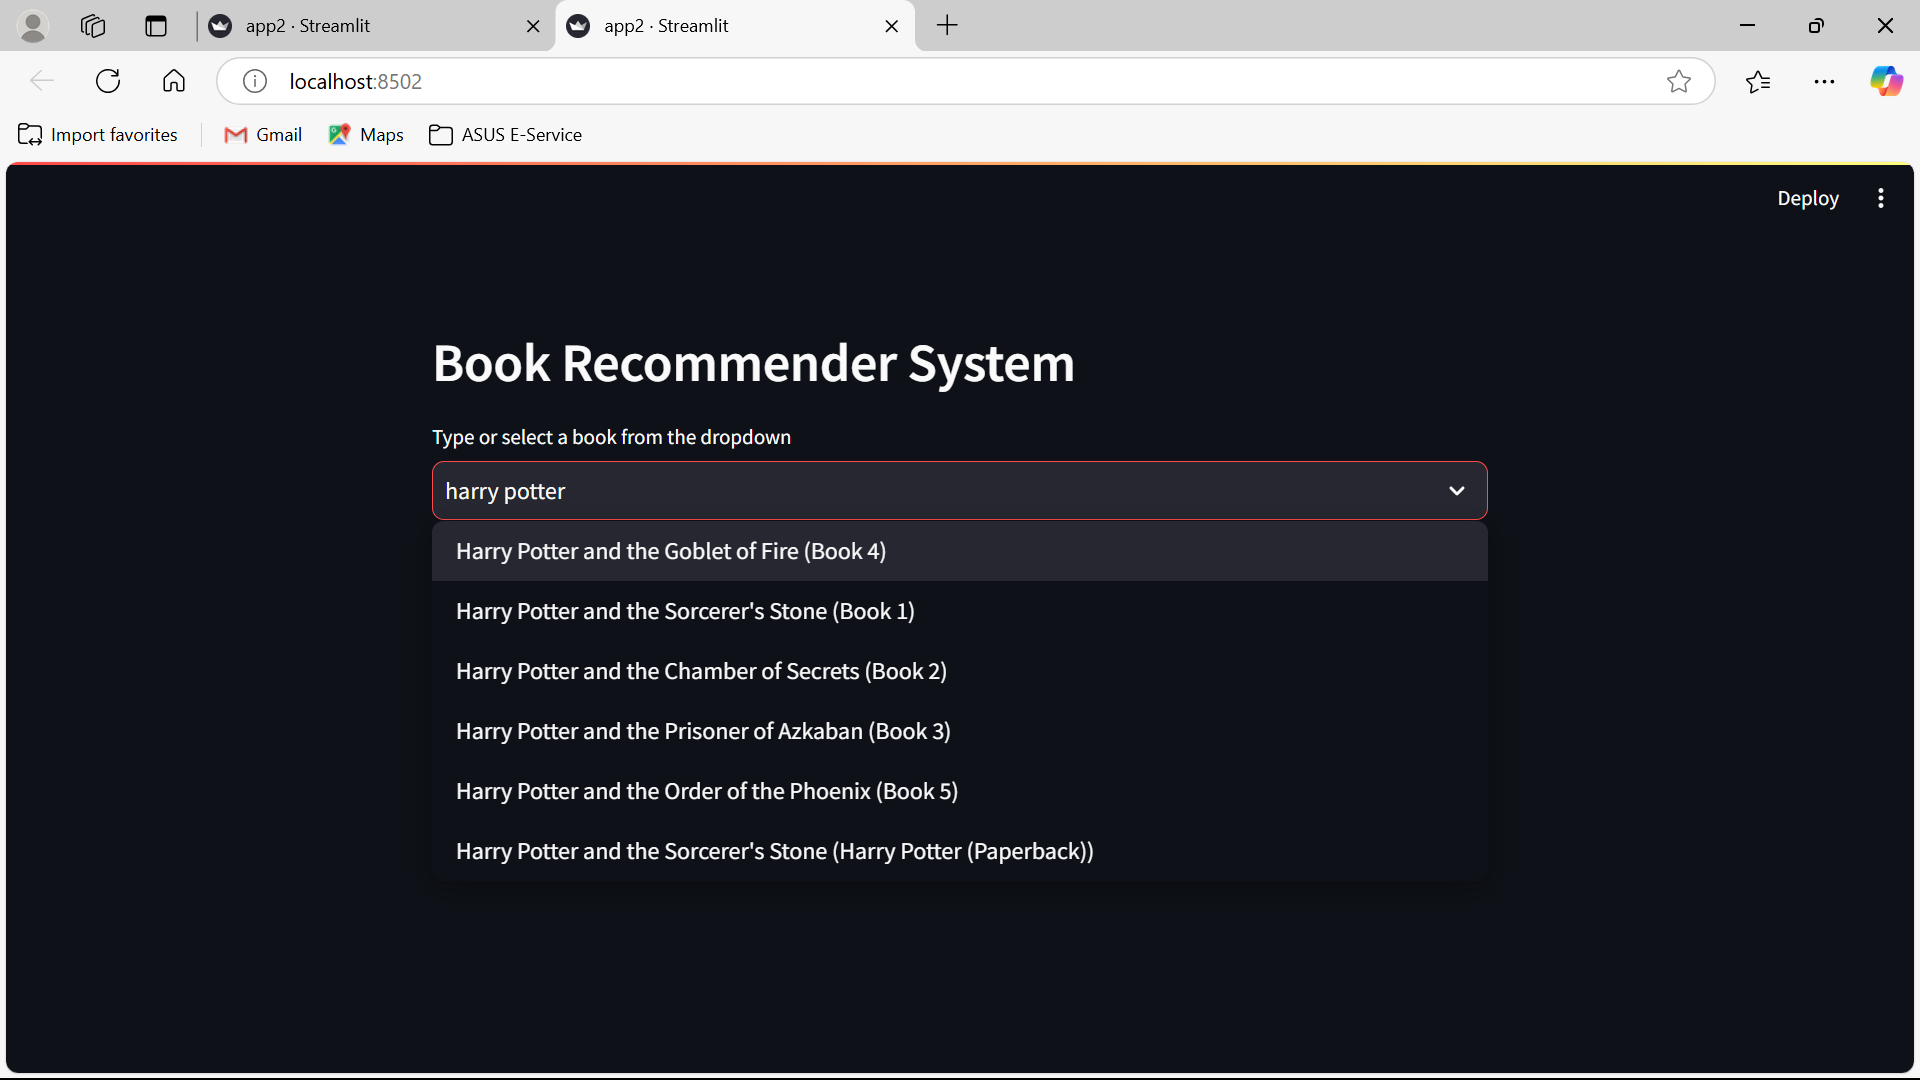 app2 · Streamlit
app2 · Streamlit
localhost:8502
Import favorites
Gmail
Maps
ASUS E-Service
Deploy
Book Recommender System
Type or select a book from the dropdown
harry potter
Harry Potter and the Goblet of Fire (Book 4)
Harry Potter and the Sorcerer's Stone (Book 1)
Harry Potter and the Chamber of Secrets (Book 2)
Harry Potter and the Prisoner of Azkaban (Book 3)
Harry Potter and the Order of the Phoenix (Book 5)
Harry Potter and the Sorcerer's Stone (Harry Potter (Paperback))